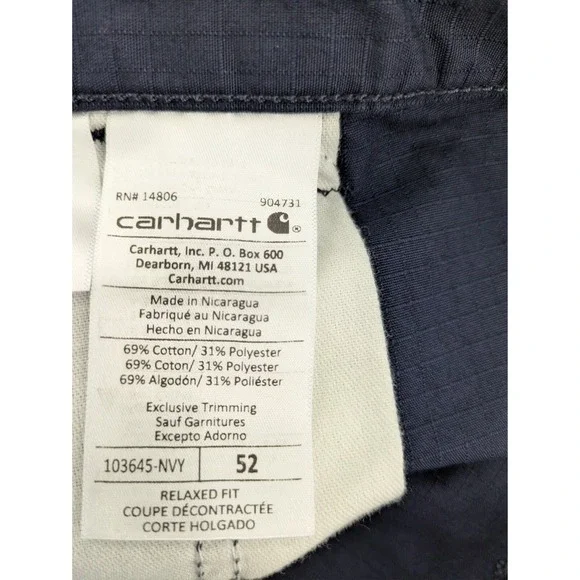 RN# 14806 904731
carhartt ®
Carhartt, Inc. P. O. Box 600
Dearborn, MI 48121 USA
Carhartt.com
Made in Nicaragua
Fabriqué au Nicaragua
Hecho en Nicaragua
69% Cotton/ 31% Polyester
69% Coton/ 31% Polyester
69% Algodón/ 31% Poliéster
Exclusive Trimming
Sauf Garnitures
Excepto Adorno
103645-NVY 52
RELAXED FIT
COUPE DÉCONTRACTÉE
CORTE HOLGADO